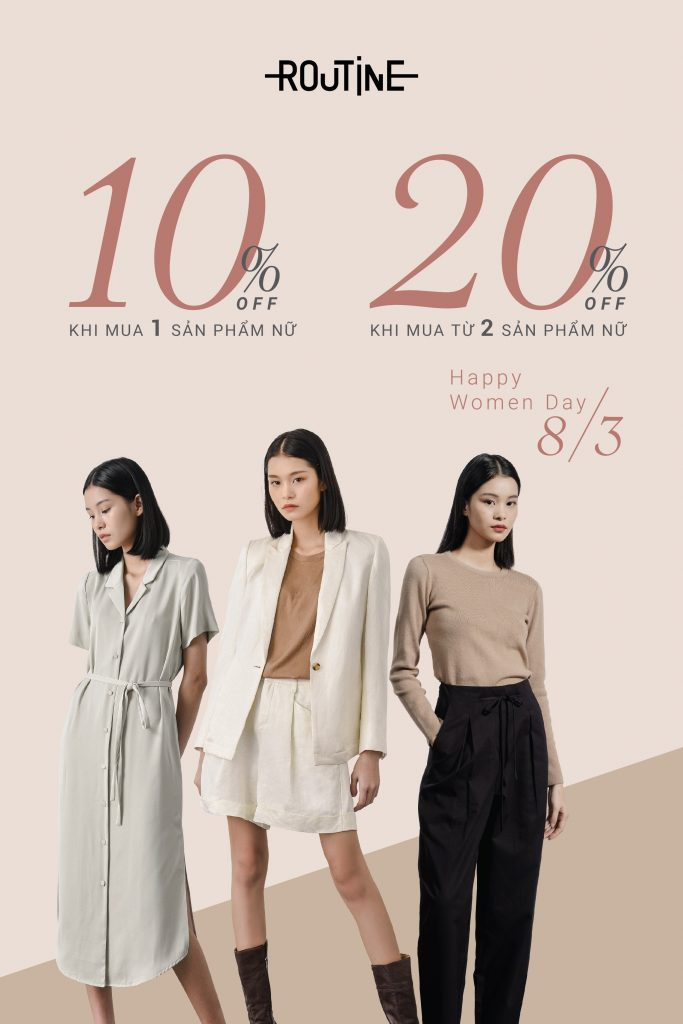 ROUTINE
10% OFF
KHI MUA 1 SẢN PHẨM NỮ
20% OFF
KHI MUA TỪ 2 SẢN PHẨM NỮ
Happy
Women Day
8/3